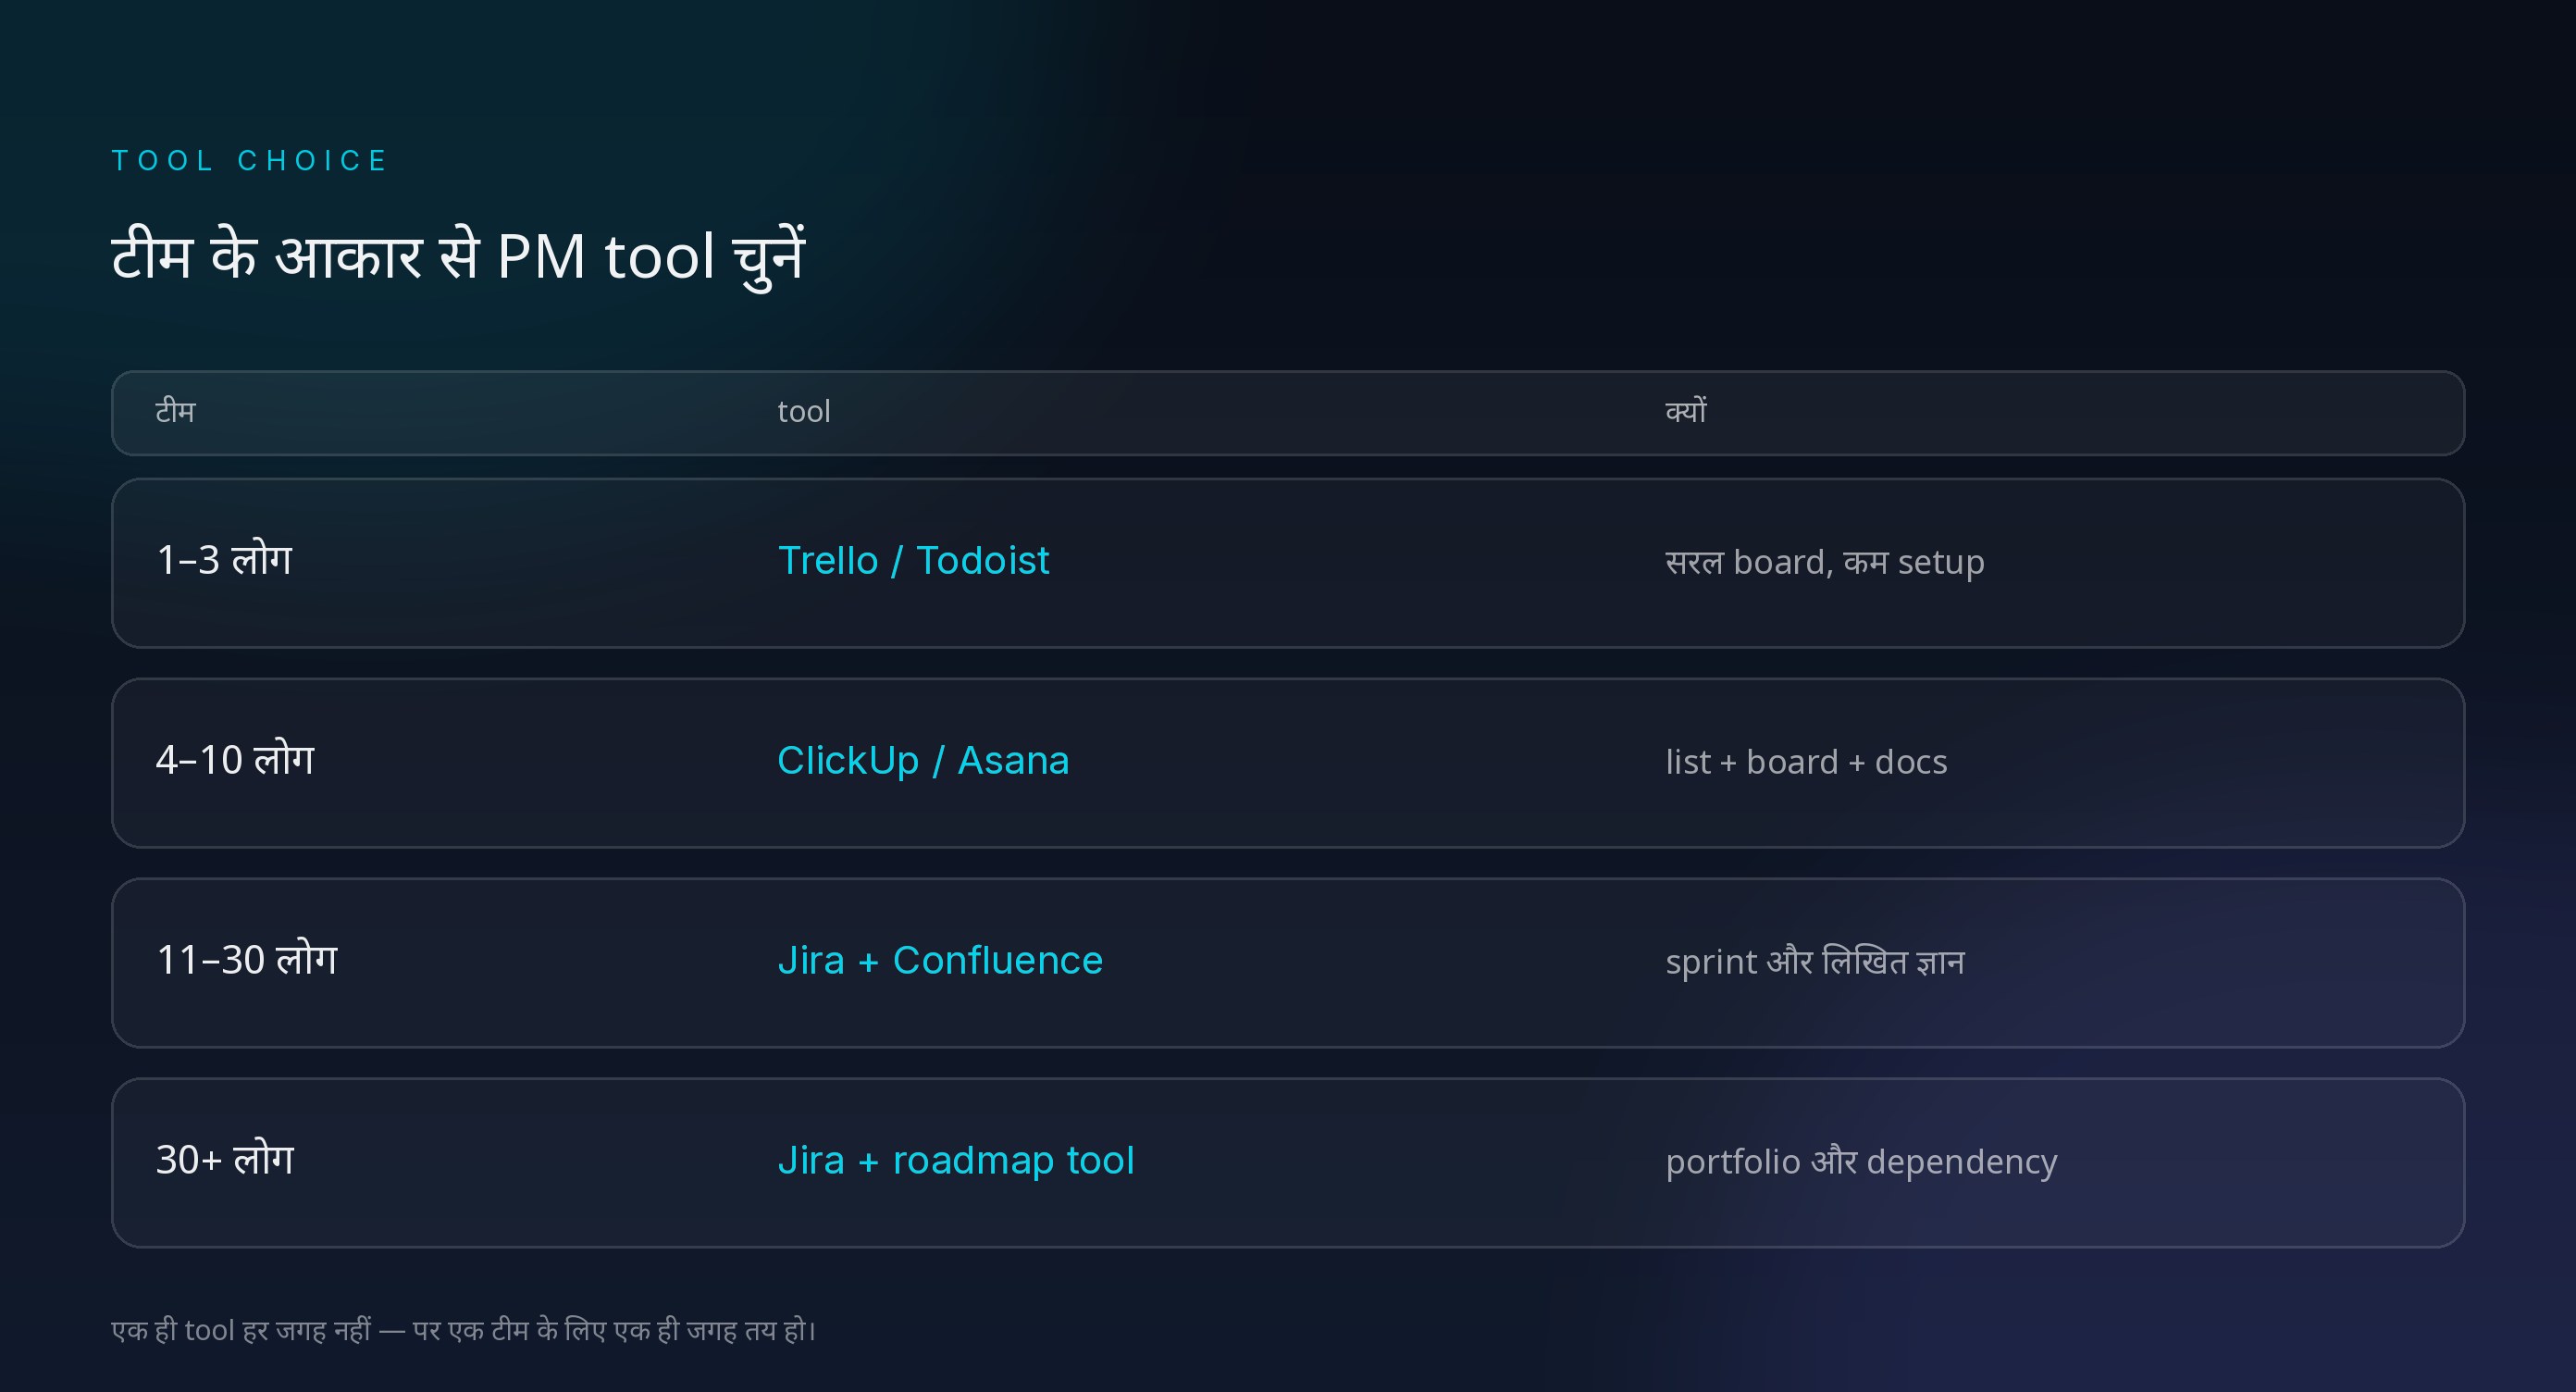 TOOL CHOICE
टीम के आकार से PM tool चुनें
टीम tool क्यों
1–3 लोग Trello / Todoist सरल board, कम setup
4–10 लोग ClickUp / Asana list + board + docs
11–30 लोग Jira + Confluence sprint और लिखित ज्ञान
30+ लोग Jira + roadmap tool portfolio और dependency
एक ही tool हर जगह नहीं — पर एक टीम के लिए एक ही जगह तय हो।